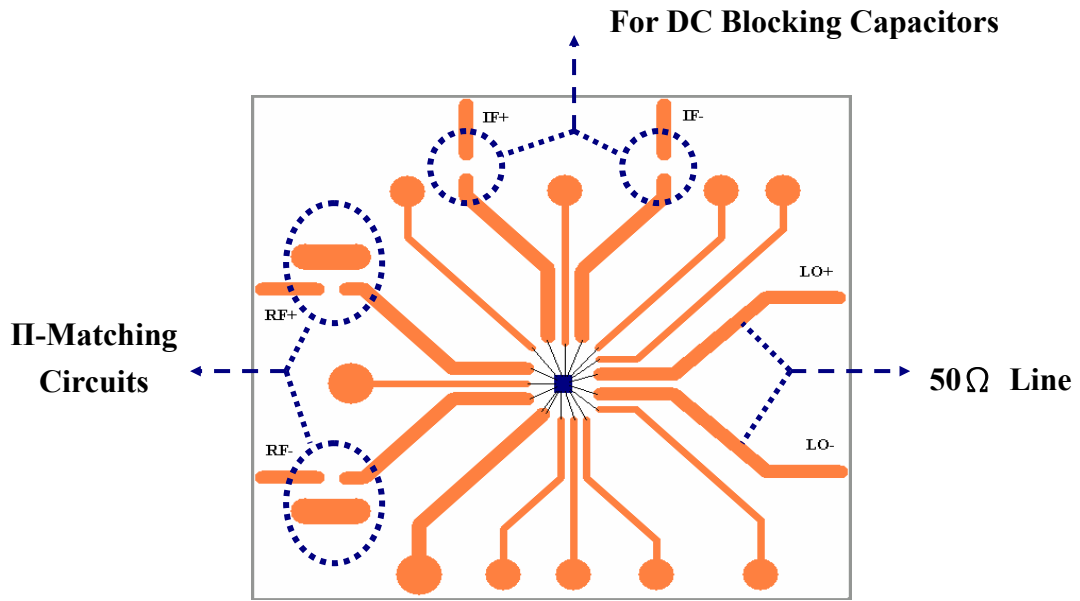 For DC Blocking Capacitors
IF+
IF-
LO+
RF+
Π-Matching
Circuits
50Ω Line
RF-
LO-